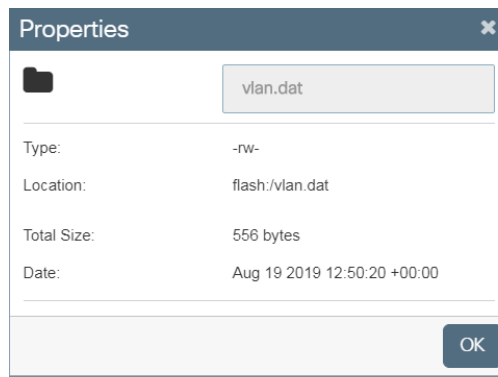 Properties
vlan.dat
Type: -rw-
Location: flash:/vlan.dat
Total Size: 556 bytes
Date: Aug 19 2019 12:50:20 +00:00
OK